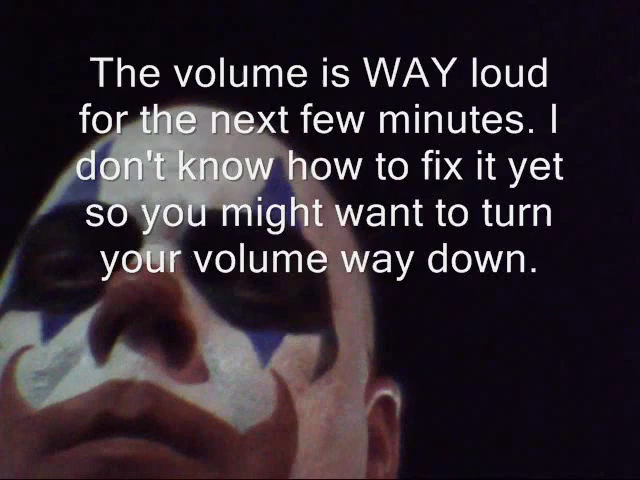 The volume is WAY loud
for the next few minutes. I
don't know how to fix it yet
so you might want to turn
your volume way down.